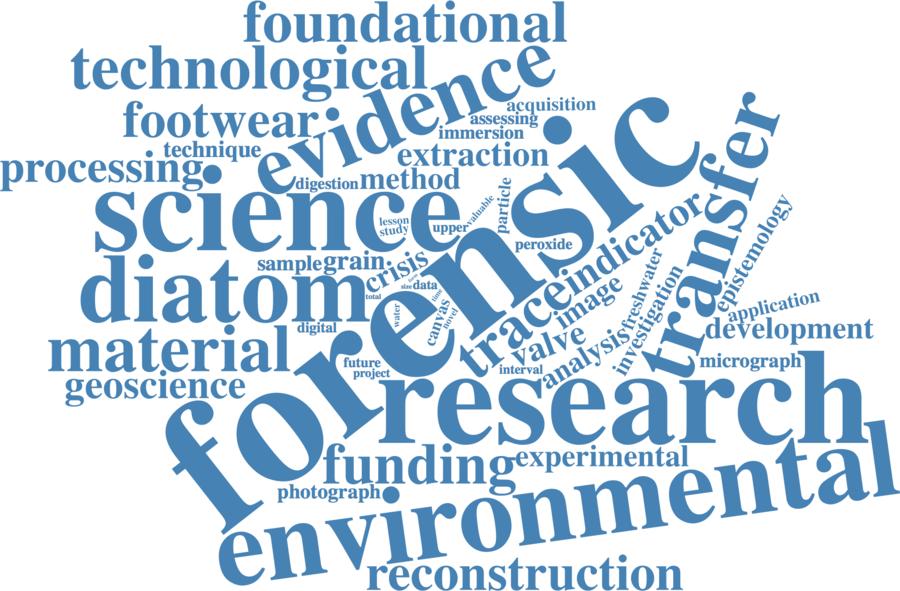 foundational
technological
evidence
acquisition
footwear
assessing
immersion
technique
extraction
processing
digestion
method
forensic
transfer
science
lesson
study
upper
valuable
particle
peroxide
indicator
epistemology
sample
grain
crisis
data
size
total
time
diatom
water
canvas
novel
trace
image
freshwater
investigation
application
digital
development
material
valve
analysis
future
project
interval
micrograph
geoscience
research
funding
experimental
photograph
environmental
reconstruction